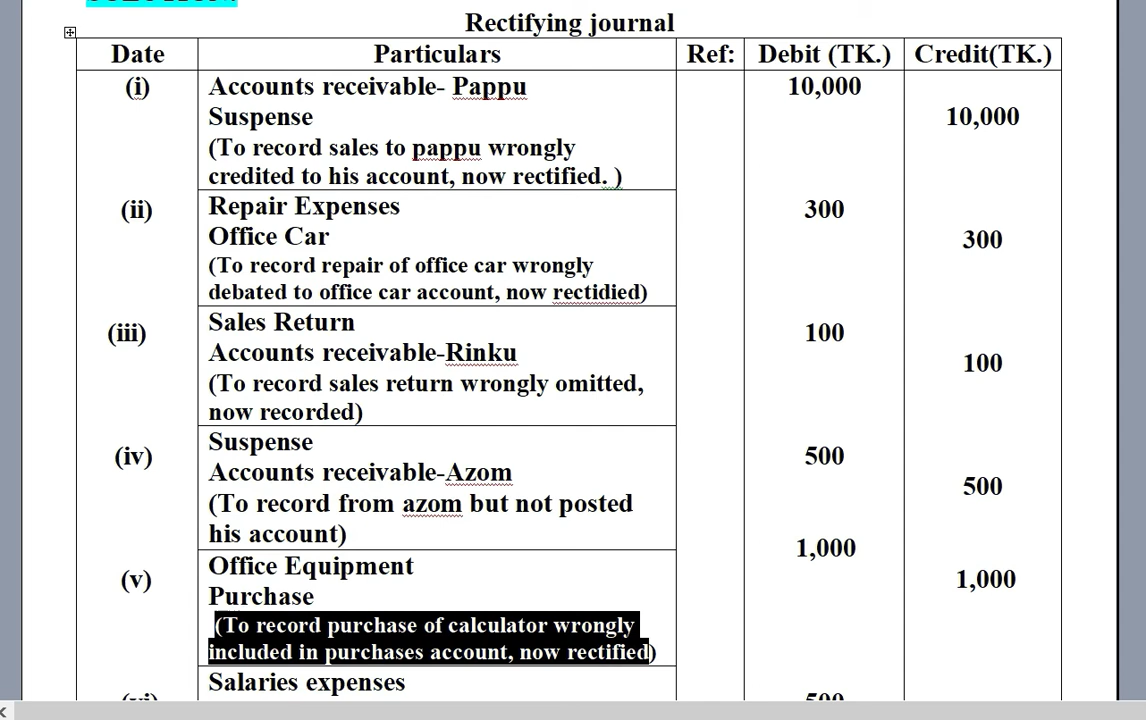 Rectifying journal
Date Particulars Ref: Debit (TK.) Credit(TK.)
(i) Accounts receivable- Pappu 10,000
Suspense 10,000
(To record sales to pappu wrongly
credited to his account, now rectified. )
(ii) Repair Expenses 300
Office Car 300
(To record repair of office car wrongly
debated to office car account, now rectidied)
(iii) Sales Return 100
Accounts receivable-Rinku 100
(To record sales return wrongly omitted,
now recorded)
(iv) Suspense 500
Accounts receivable-Azom 500
(To record from azom but not posted
his account)
(v) Office Equipment 1,000
Purchase 1,000
(To record purchase of calculator wrongly
included in purchases account, now rectified)
Salaries expenses